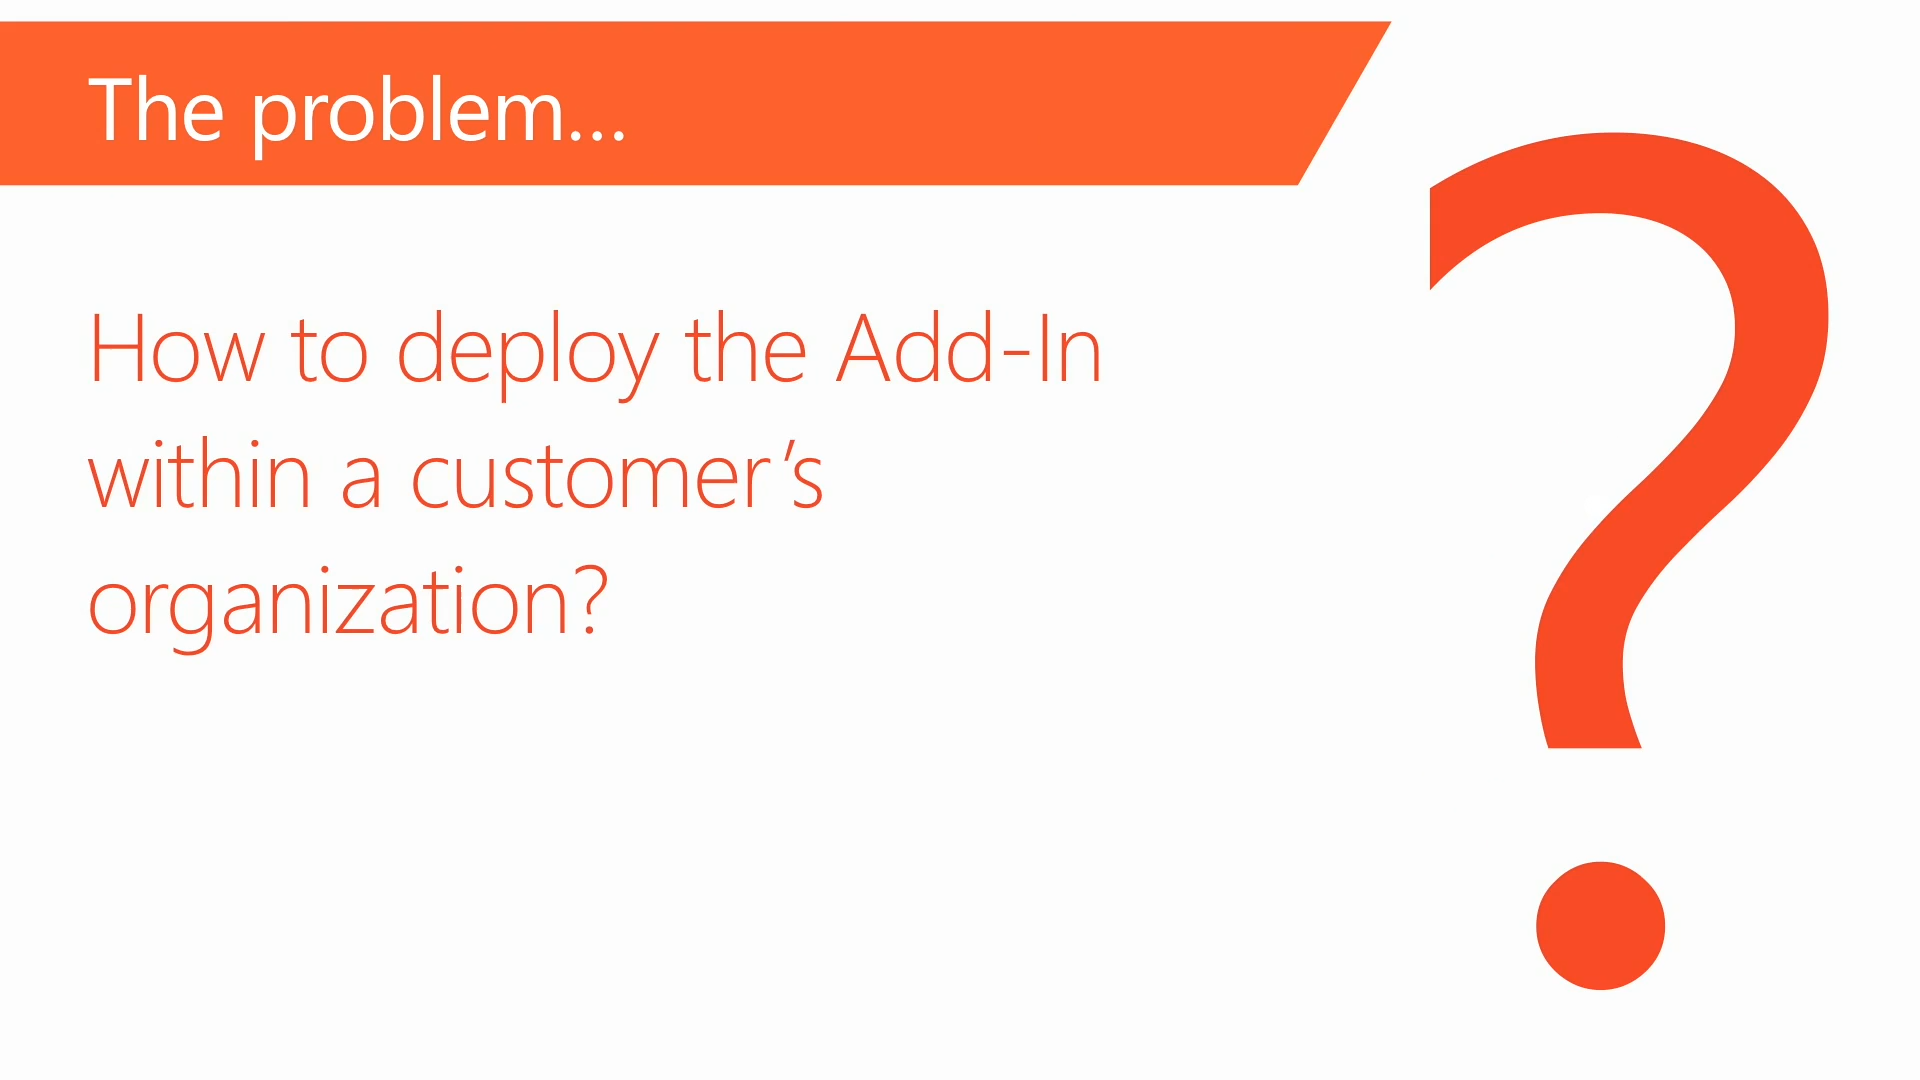 The problem...
How to deploy the Add-In
within a customer’s
organization?
?